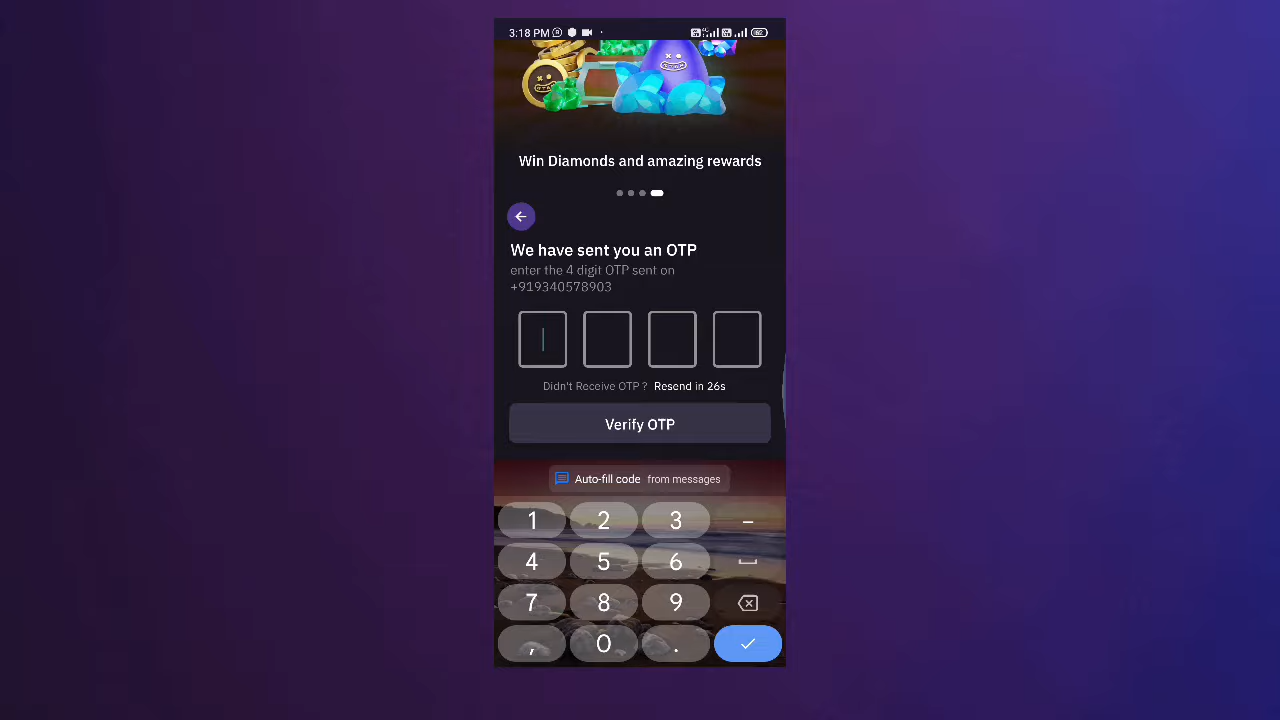 3:18 PM
Win Diamonds and amazing rewards
We have sent you an OTP
enter the 4 digit OTP sent on
+919340578903
Didn't Receive OTP ? Resend in 26s
Verify OTP
Auto-fill code from messages
1 2 3 –
4 5 6
7 8 9
, 0 .